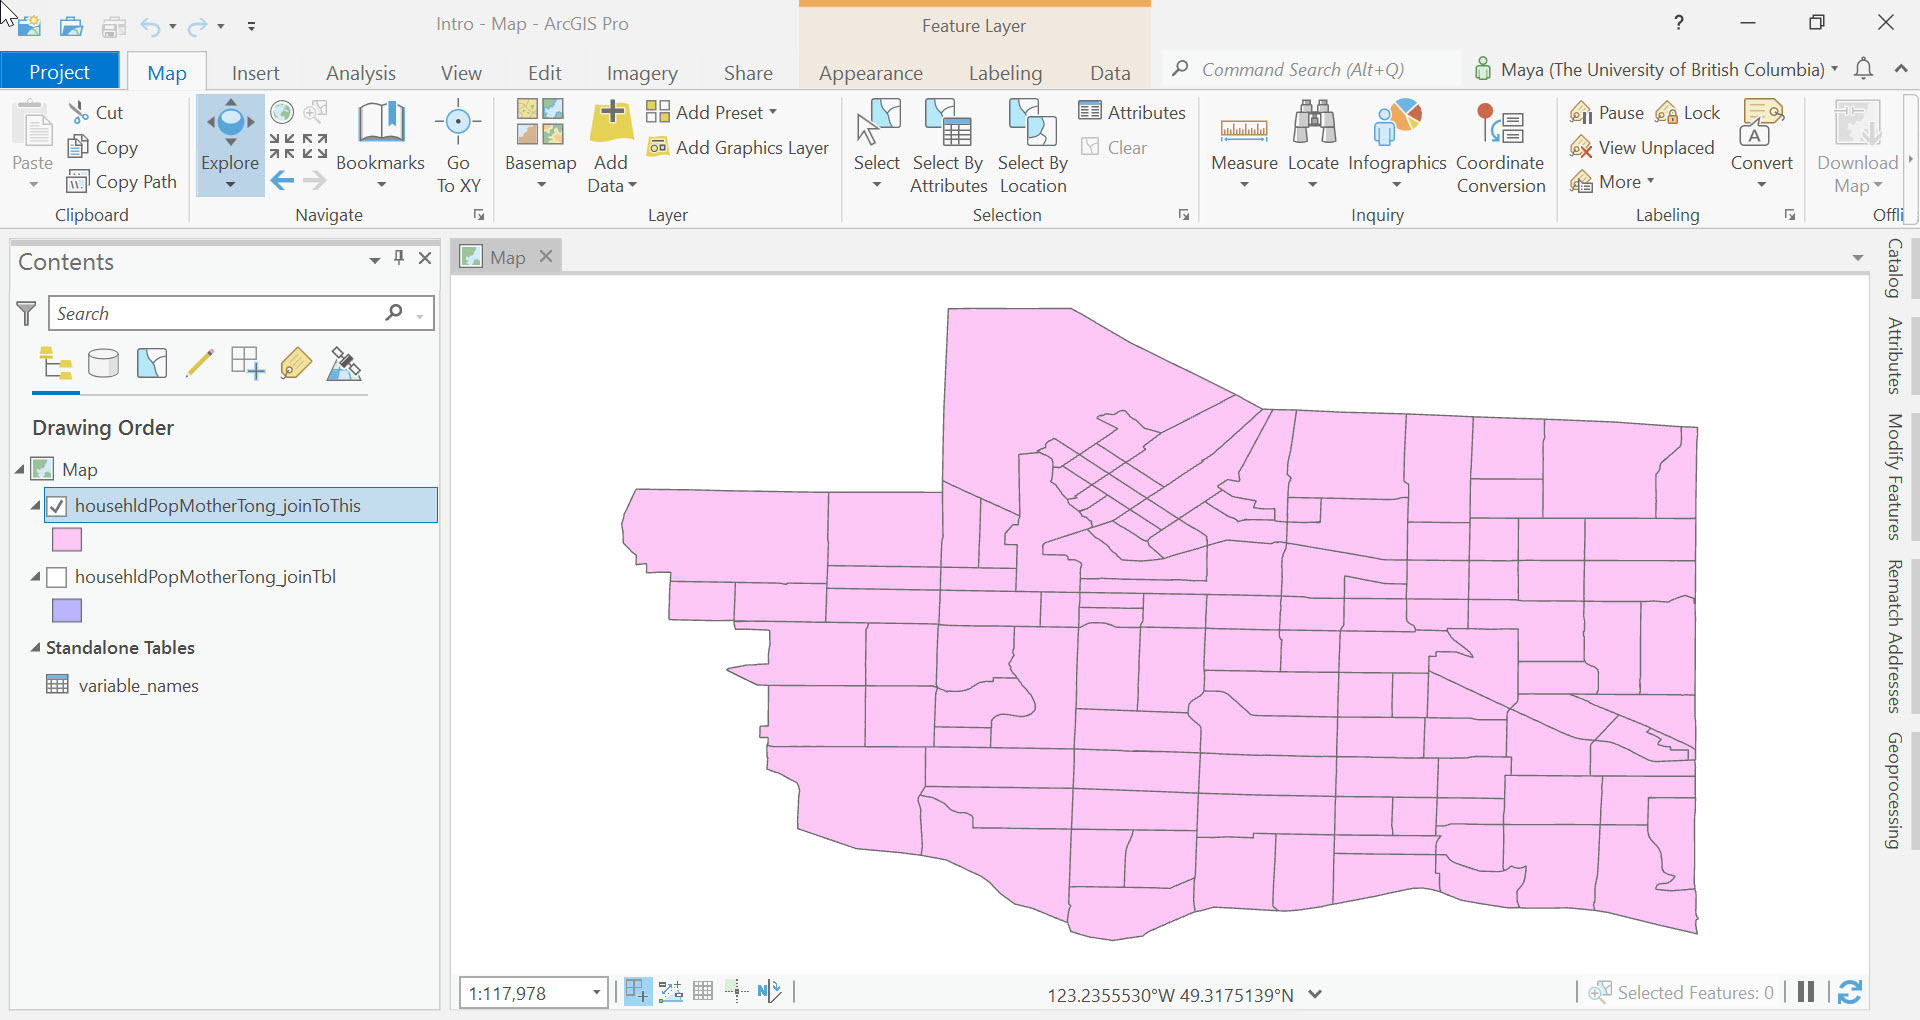 Intro - Map - ArcGIS Pro
Feature Layer
?
Project
Map
Insert
Analysis
View
Edit
Imagery
Share
Appearance
Labeling
Data
Command Search (Alt+Q)
Maya (The University of British Columbia)
Paste
Cut
Copy
Copy Path
Clipboard
Explore
Bookmarks
Go
To XY
Navigate
Basemap
Add
Data
Add Preset
Add Graphics Layer
Layer
Select
Select By
Attributes
Select By
Location
Attributes
Clear
Selection
Measure
Locate
Infographics
Coordinate
Conversion
Inquiry
Pause
Lock
View Unplaced
More
A
Convert
Labeling
Download
Map
Offli
Contents
Search
Drawing Order
Map
househldPopMotherTong_joinToThis
househldPopMotherTong_joinTbl
Standalone Tables
variable_names
Map
Catalog
Attributes
Modify Features
Rematch Addresses
Geoprocessing
1:117,978
N
123.2355530°W 49.3175139°N
Selected Features: 0